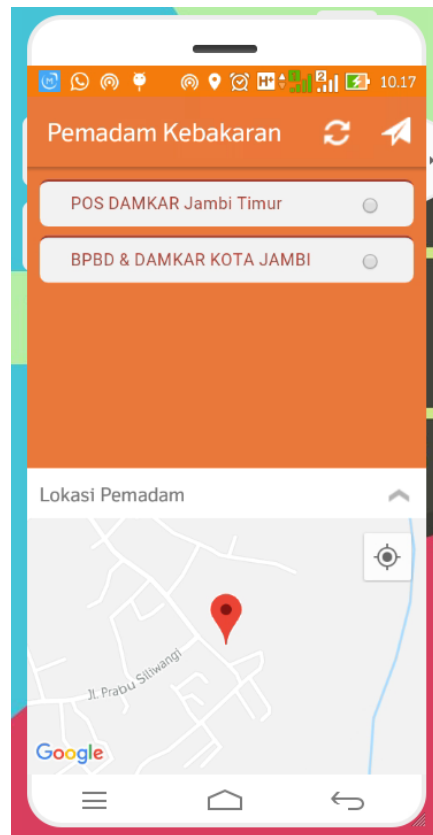 10.17
Pemadam Kebakaran
POS DAMKAR Jambi Timur
BPBD & DAMKAR KOTA JAMBI
Lokasi Pemadam
Jl. Prabu Siliwangi
Google